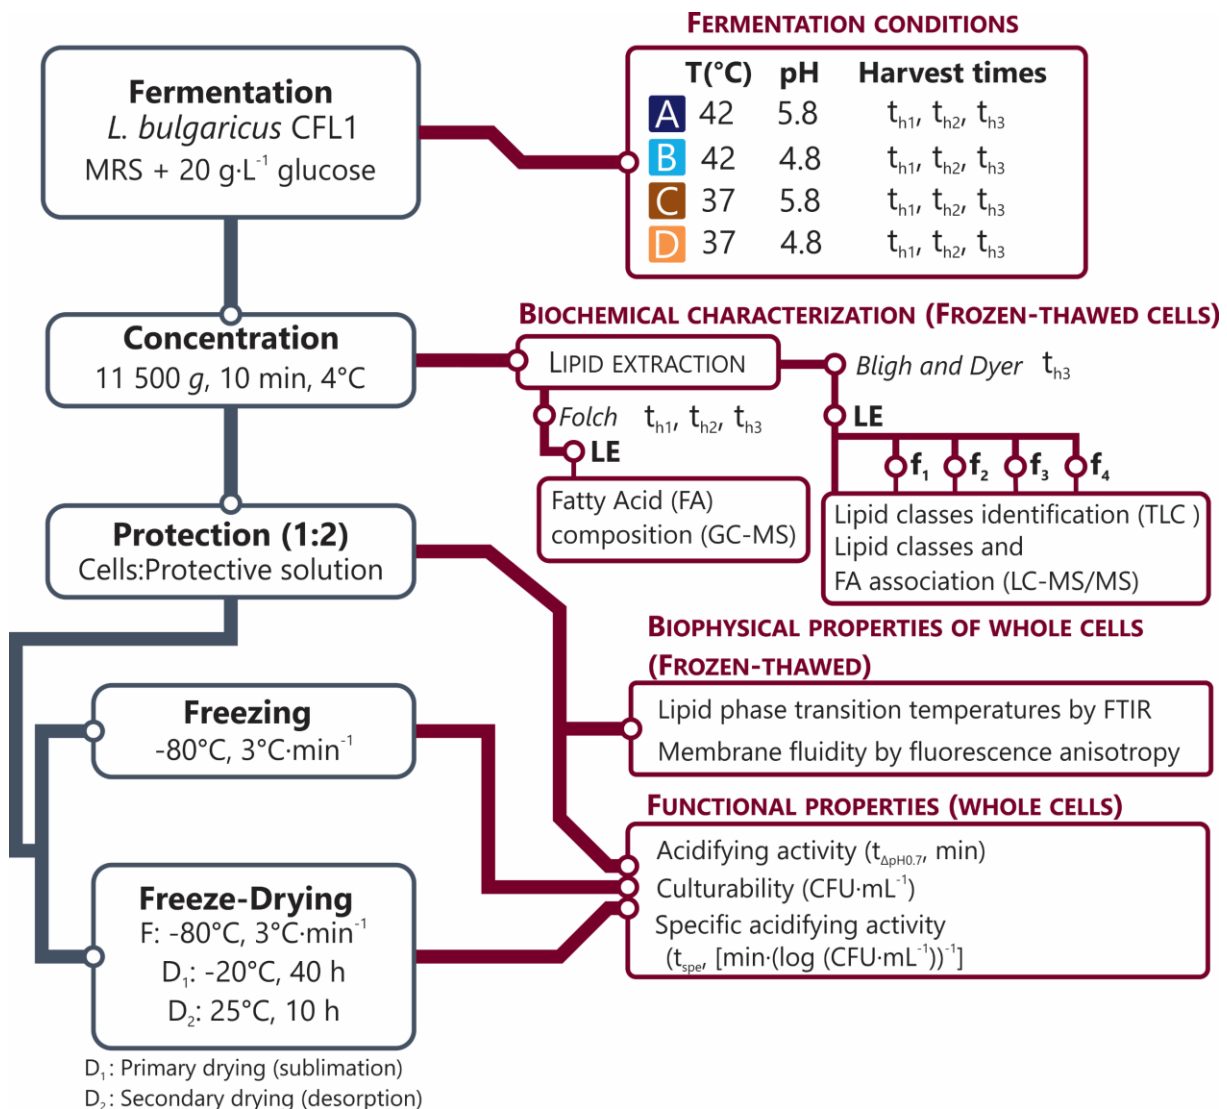 FERMENTATION CONDITIONS
Fermentation
L. bulgaricus CFL1
MRS + 20 g·L⁻¹ glucose
T(°C) pH Harvest times
A 42 5.8 tₕ₁, tₕ₂, tₕ₃
B 42 4.8 tₕ₁, tₕ₂, tₕ₃
C 37 5.8 tₕ₁, tₕ₂, tₕ₃
D 37 4.8 tₕ₁, tₕ₂, tₕ₃
BIOCHEMICAL CHARACTERIZATION (FROZEN-THAWED CELLS)
Concentration
11 500 g, 10 min, 4°C
LIPID EXTRACTION
Bligh and Dyer tₕ₃
Folch tₕ₁, tₕ₂, tₕ₃
LE
LE
f₁ f₂ f₃ f₄
Fatty Acid (FA)
composition (GC-MS)
Lipid classes identification (TLC )
Lipid classes and
FA association (LC-MS/MS)
Protection (1:2)
Cells:Protective solution
BIOPHYSICAL PROPERTIES OF WHOLE CELLS
(FROZEN-THAWED)
Lipid phase transition temperatures by FTIR
Membrane fluidity by fluorescence anisotropy
Freezing
-80°C, 3°C·min⁻¹
FUNCTIONAL PROPERTIES (WHOLE CELLS)
Acidifying activity (t_ΔpH0.7, min)
Culturability (CFU·mL⁻¹)
Specific acidifying activity
(t_spe, [min·(log (CFU·mL⁻¹))⁻¹]
Freeze-Drying
F: -80°C, 3°C·min⁻¹
D₁: -20°C, 40 h
D₂: 25°C, 10 h
D₁: Primary drying (sublimation)
D₂: Secondary drying (desorption)